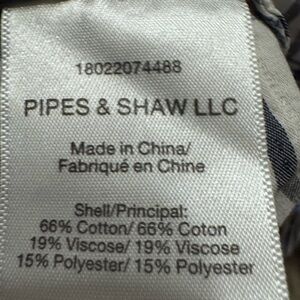 18022074488
PIPES & SHAW LLC
Made in China/
Fabriqué en Chine
Shell/Principal:
66% Cotton/ 66% Coton
19% Viscose/ 19% Viscose
15% Polyester/ 15% Polyester